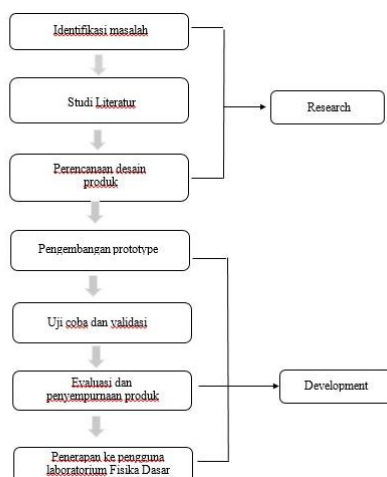 Identifikasi masalah
Studi Literatur
Research
Perencanaan desain
produk
Pengembangan prototype
Uji coba dan validasi
Evaluasi dan
penyempurnaan produk
Development
Penerapan ke pengguna
laboratorium Fisika Dasar